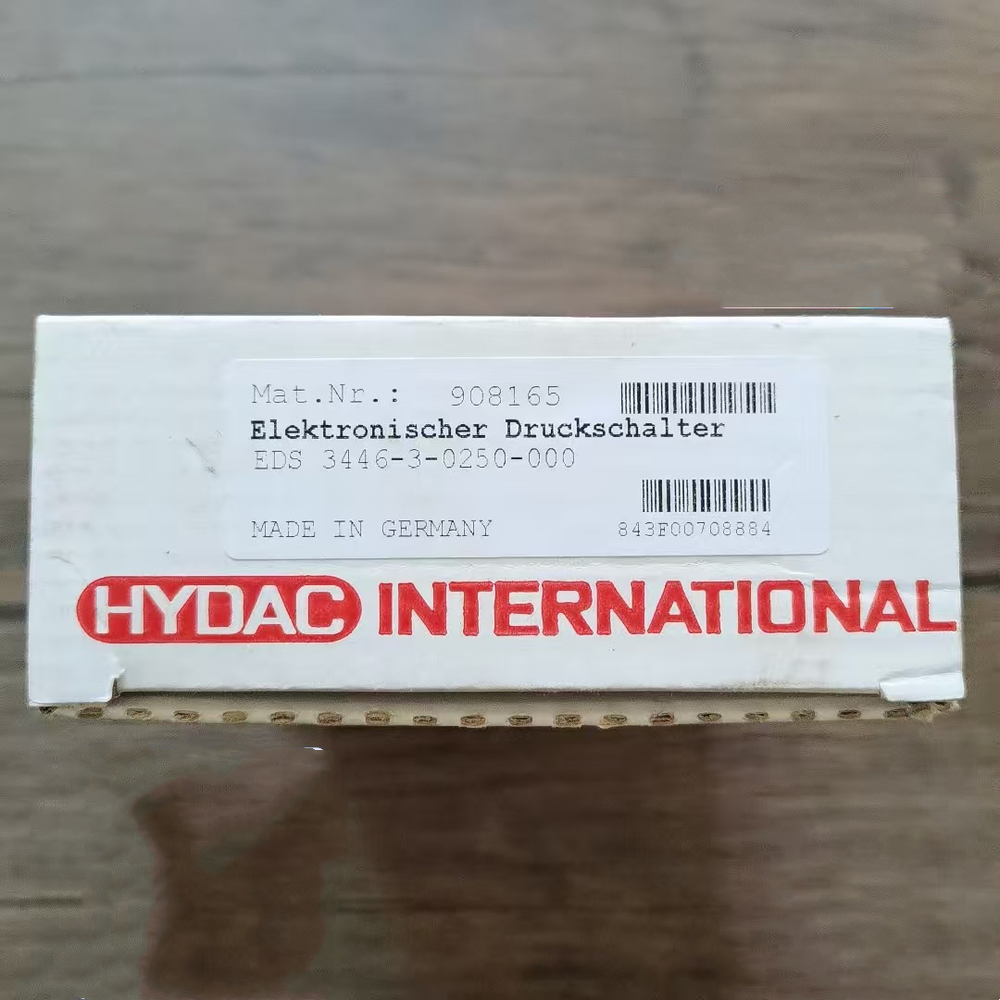 Mat.Nr.: 908165
Elektronischer Druckschalter
EDS 3446-3-0250-000
MADE IN GERMANY 843F00708884
HYDAC INTERNATIONAL